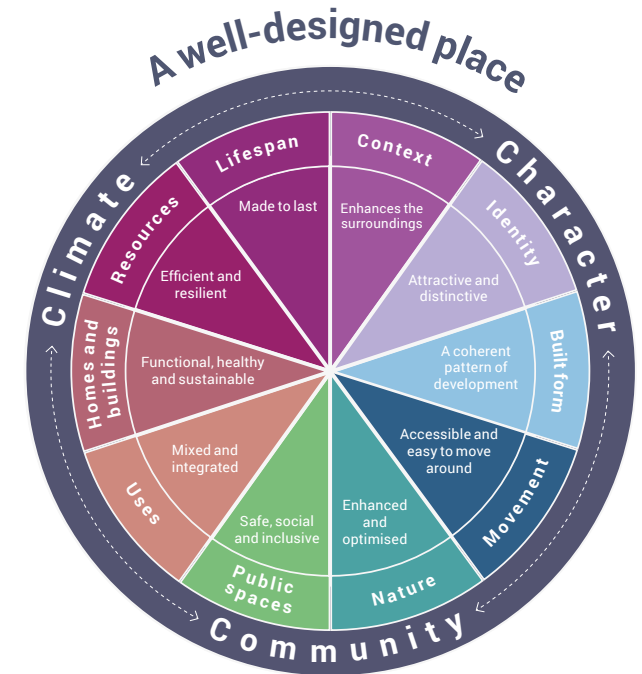 A well-designed place
Climate
Character
Community
Context
Enhances the
surroundings
Identity
Attractive and
distinctive
Built form
A coherent
pattern of
development
Movement
Accessible and
easy to move
around
Nature
Enhanced
and
optimised
Public
spaces
Safe, social
and inclusive
Uses
Mixed and
integrated
Homes and
buildings
Functional, healthy
and sustainable
Resources
Efficient and
resilient
Lifespan
Made to last